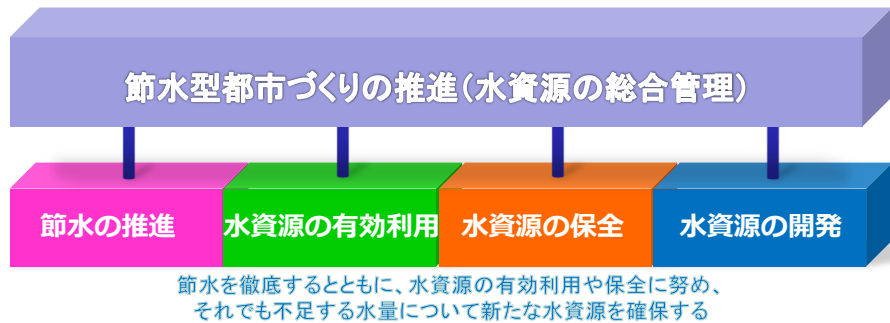 節水型都市づくりの推進（水資源の総合管理）
節水の推進
水資源の有効利用
水資源の保全
水資源の開発
節水を徹底するとともに、水資源の有効利用や保全に努め、
それでも不足する水量について新たな水資源を確保する